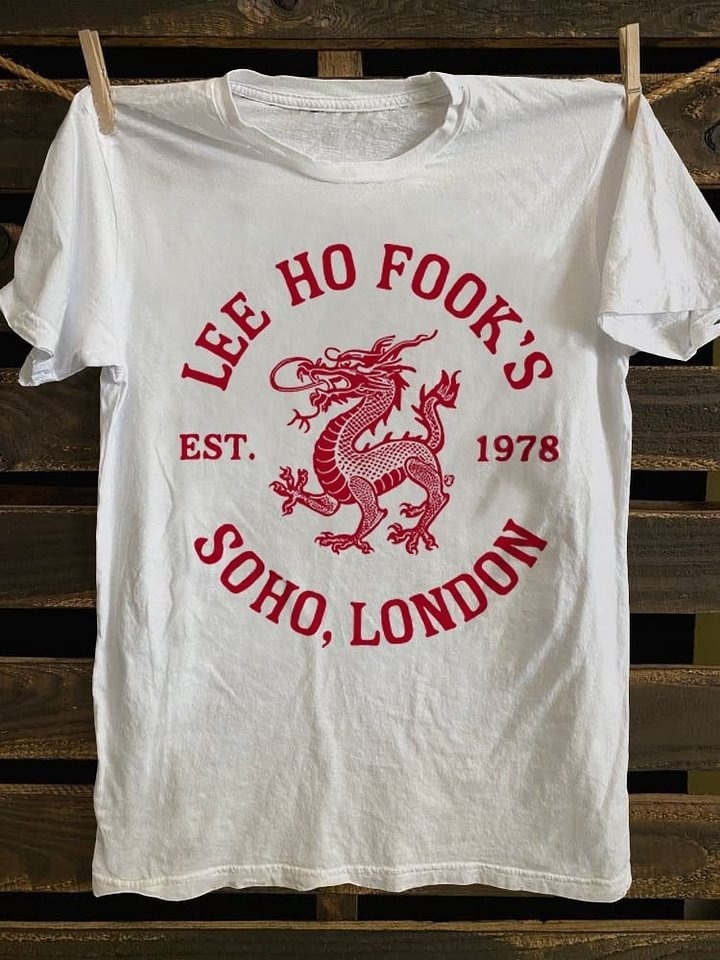 LEE HO FOOK'S
EST. 1978
SOHO, LONDON